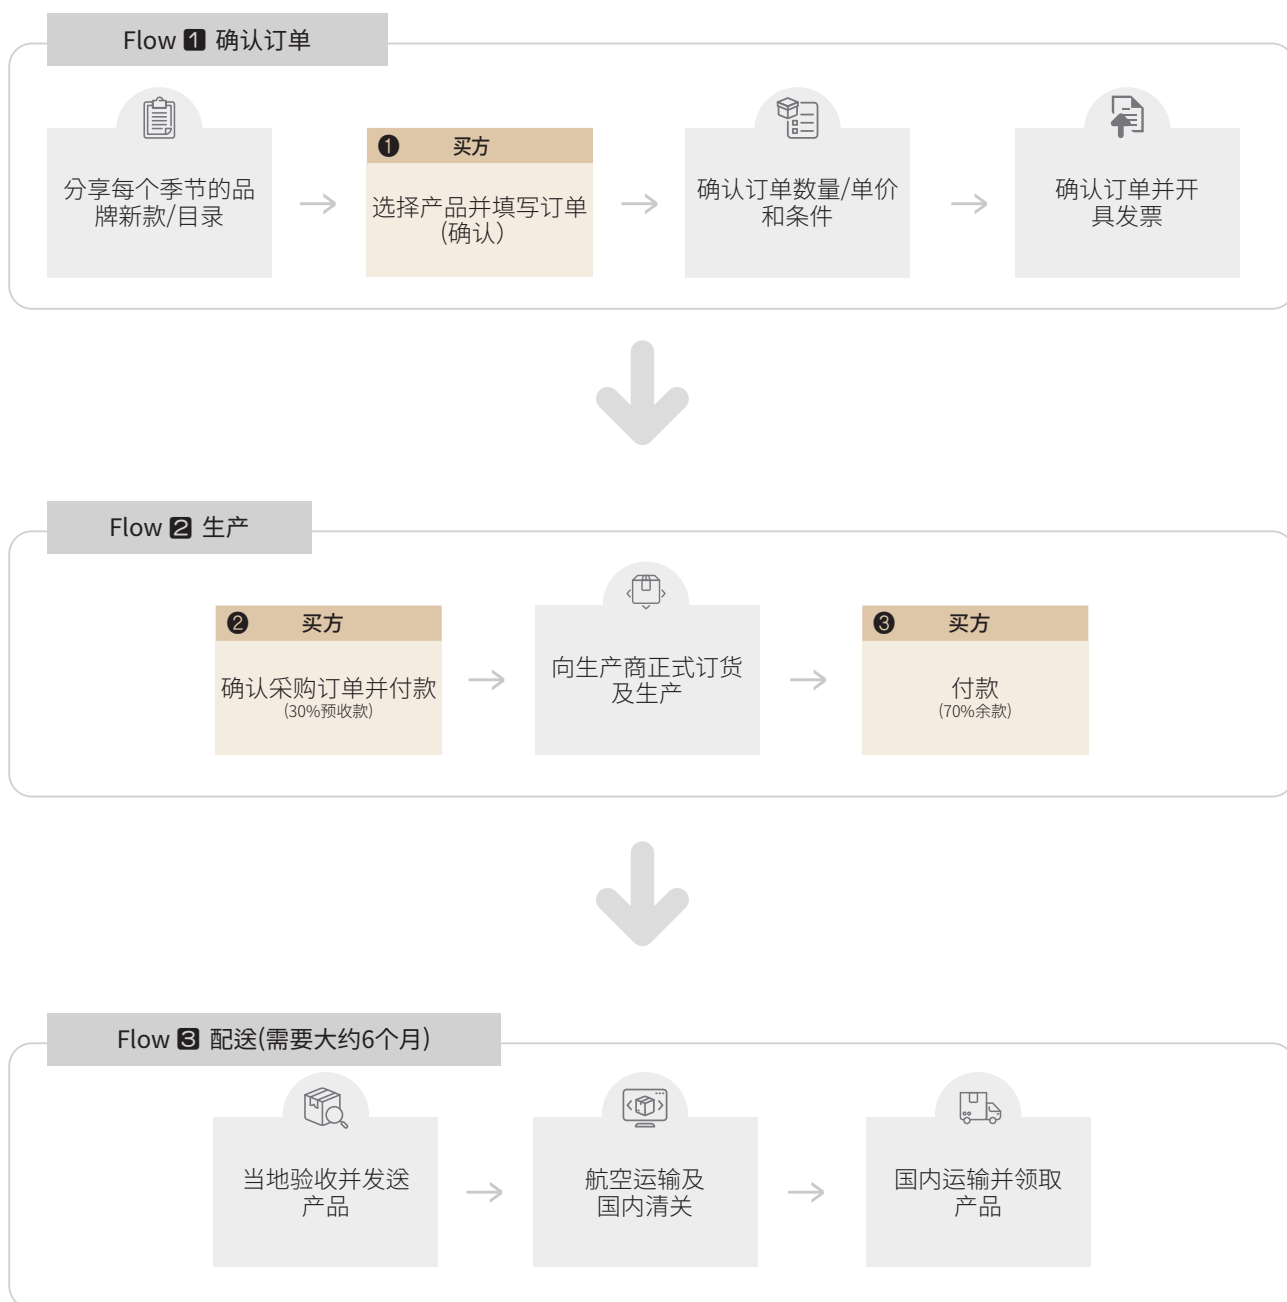 Flow 1 确认订单
分享每个季节的品
牌新款/目录
❶ 买方
选择产品并填写订单
(确认）
确认订单数量/单价
和条件
确认订单并开
具发票
Flow 2 生产
❷ 买方
确认采购订单并付款
(30%预收款)
向生产商正式订货
及生产
❸ 买方
付款
(70%余款)
Flow 3 配送(需要大约6个月)
当地验收并发送
产品
航空运输及
国内清关
国内运输并领取
产品